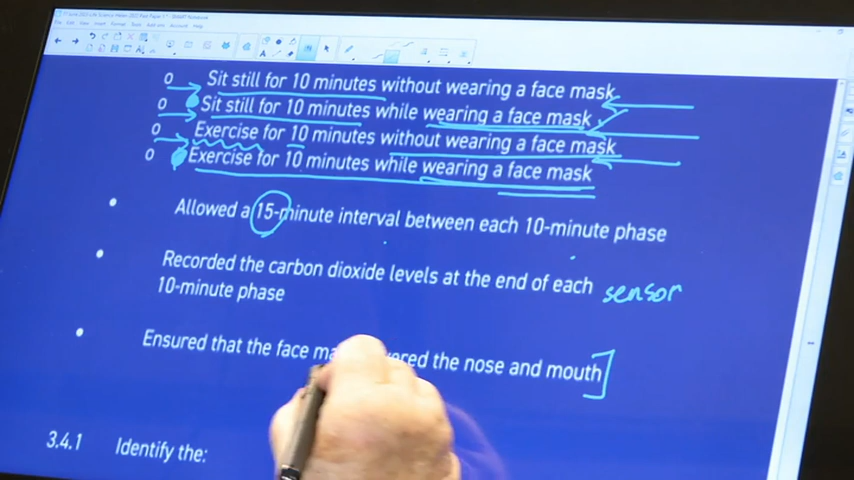 Sit still for 10 minutes without wearing a face mask
Sit still for 10 minutes while wearing a face mask
Exercise for 10 minutes without wearing a face mask
Exercise for 10 minutes while wearing a face mask
Allowed a 15-minute interval between each 10-minute phase
Recorded the carbon dioxide levels at the end of each sensor
10-minute phase
Ensured that the face the nose and mouth
3.4.1 Identify the: